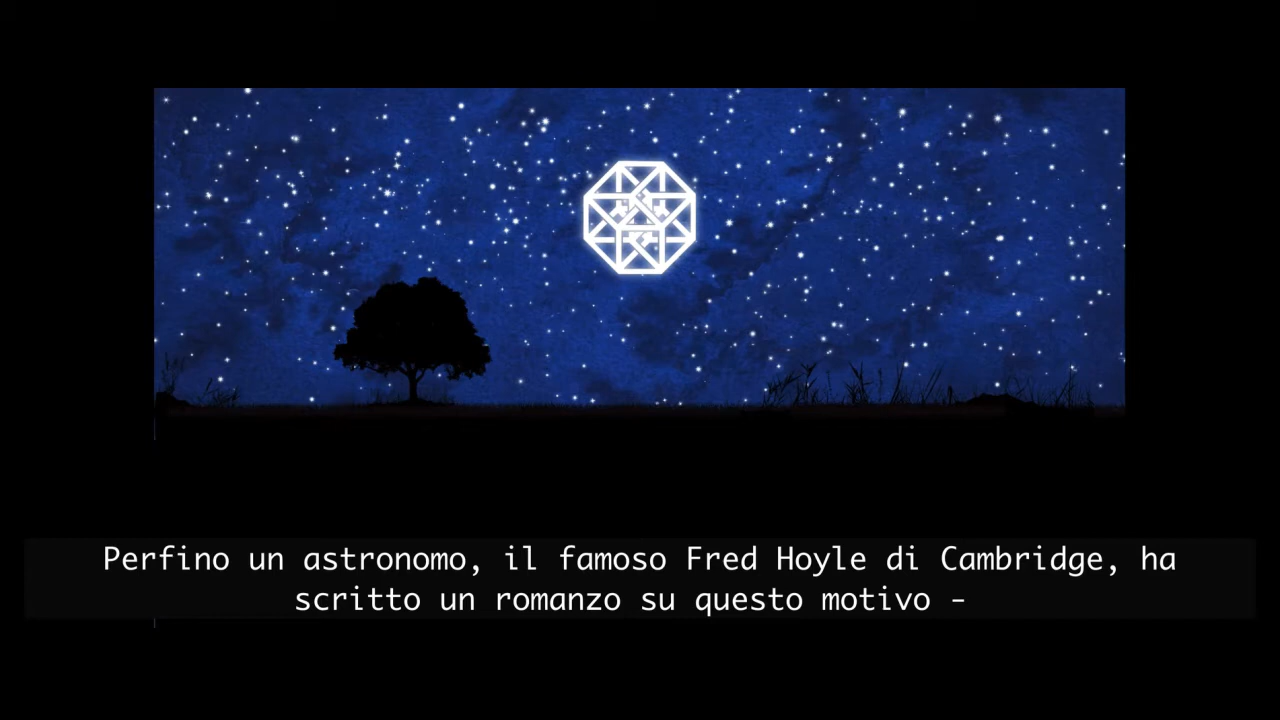 Perfino un astronomo, il famoso Fred Hoyle di Cambridge, ha
scritto un romanzo su questo motivo -